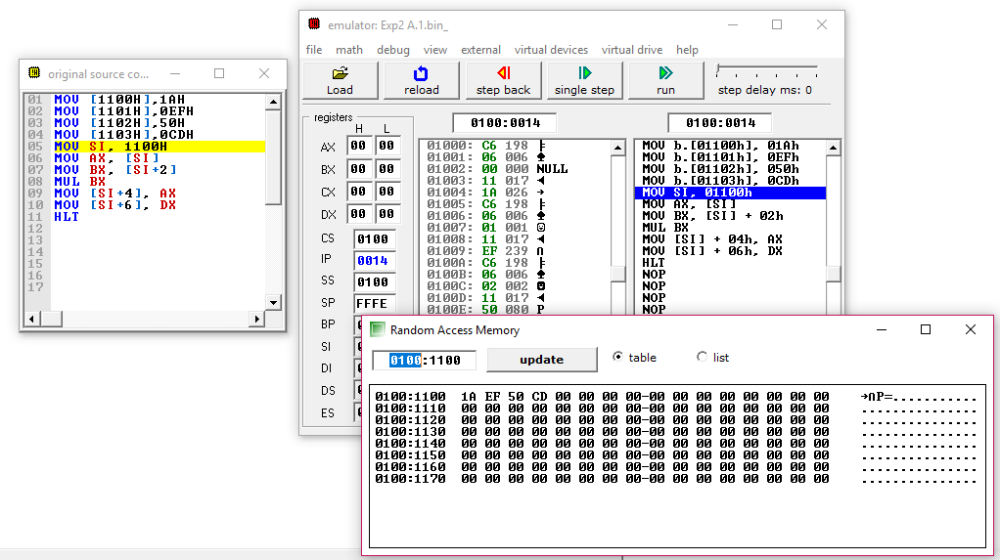 emulator: Exp2 A.1.bin_
file math debug view external virtual devices virtual drive help
Load reload step back single step run step delay ms: 0
original source co...
01 MOV [1100H],1AH
02 MOV [1101H],0EFH
03 MOV [1102H],50H
04 MOV [1103H],0CDH
05 MOV SI, 1100H
06 MOV AX, [SI]
07 MOV BX, [SI+2]
08 MUL BX
09 MOV [SI+4], AX
10 MOV [SI+6], DX
11 HLT
12
13
14
15
16
17
registers
H L
AX 00 00
BX 00 00
CX 00 00
DX 00 00
CS 0100
IP 0014
SS 0100
SP FFFE
BP
SI
DI
DS
ES
0100:0014 0100:0014
01000: C6 198 ╞
01001: 06 006 ♠
01002: 00 000 NULL
01003: 11 017 ◄
01004: 1A 026 →
01005: C6 198 ╞
01006: 06 006 ♠
01007: 01 001 ☺
01008: 11 017 ◄
01009: EF 239 ∩
0100A: C6 198 ╞
0100B: 06 006 ♠
0100C: 02 002 ☻
0100D: 11 017 ◄
0100E: 50 080 P
MOV b.[01100h], 01Ah
MOV b.[01101h], 0EFh
MOV b.[01102h], 050h
MOV b.[01103h], 0CDh
MOV SI, 01100h
MOV AX, [SI]
MOV BX, [SI] + 02h
MUL BX
MOV [SI] + 04h, AX
MOV [SI] + 06h, DX
HLT
NOP
NOP
NOP
NOP
Random Access Memory
0100:1100 update table list
0100:1100 1A EF 50 CD 00 00 00 00-00 00 00 00 00 00 00 00 →∩P=............
0100:1110 00 00 00 00 00 00 00 00-00 00 00 00 00 00 00 00 ................
0100:1120 00 00 00 00 00 00 00 00-00 00 00 00 00 00 00 00 ................
0100:1130 00 00 00 00 00 00 00 00-00 00 00 00 00 00 00 00 ................
0100:1140 00 00 00 00 00 00 00 00-00 00 00 00 00 00 00 00 ................
0100:1150 00 00 00 00 00 00 00 00-00 00 00 00 00 00 00 00 ................
0100:1160 00 00 00 00 00 00 00 00-00 00 00 00 00 00 00 00 ................
0100:1170 00 00 00 00 00 00 00 00-00 00 00 00 00 00 00 00 ................